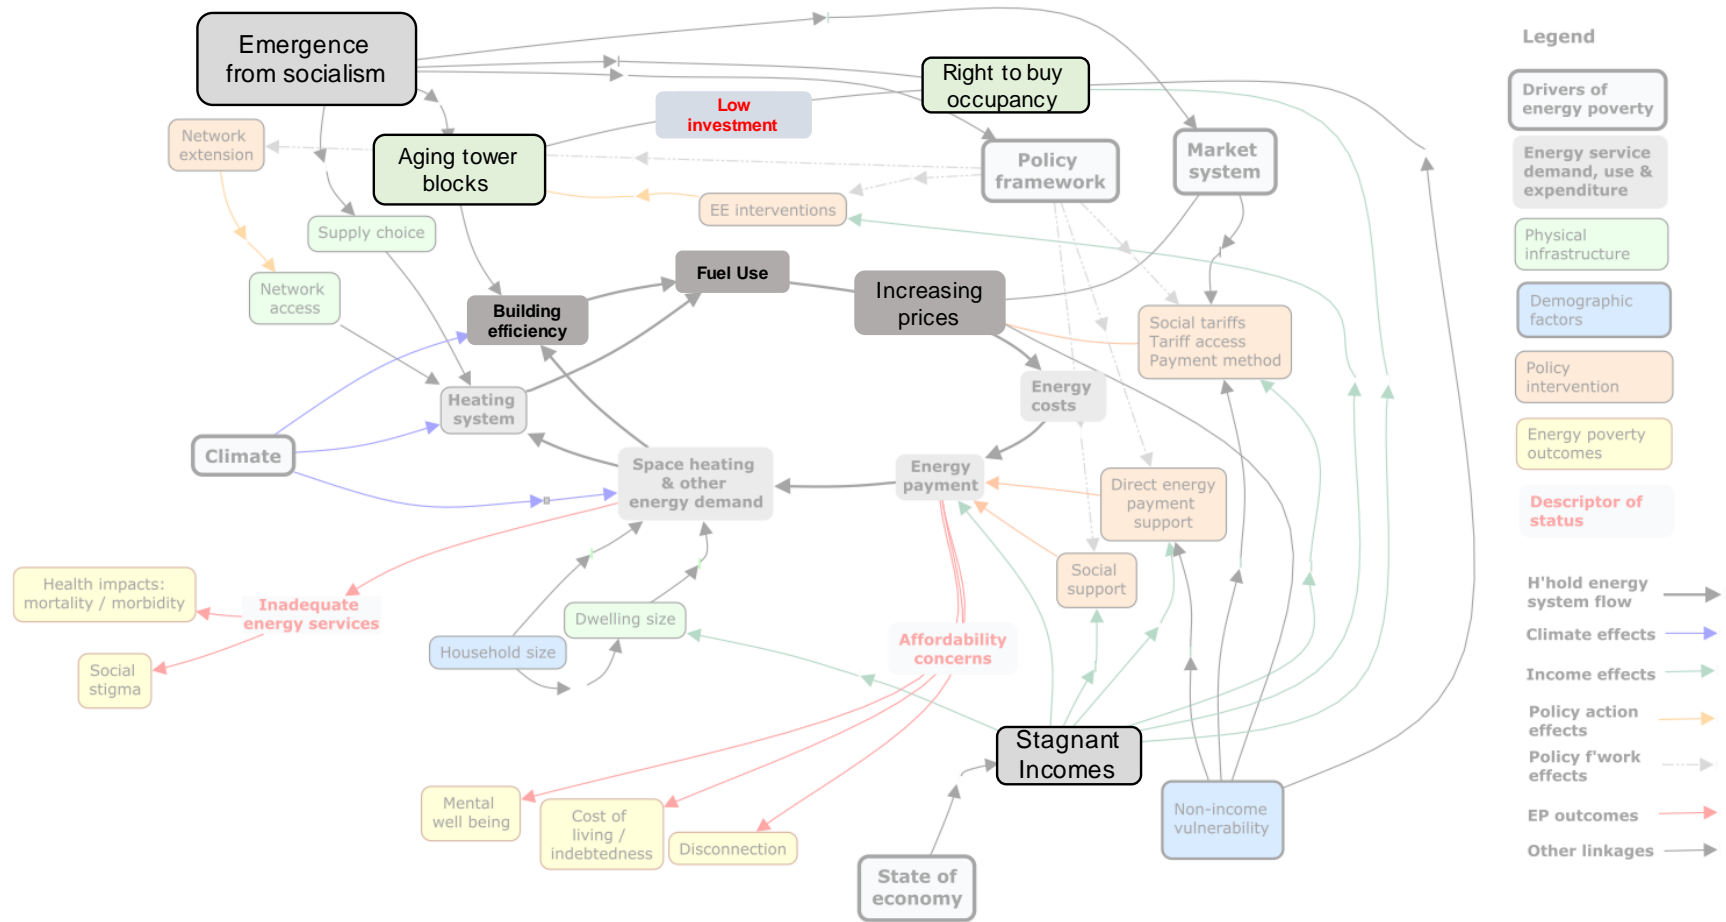 Emergence
from socialism
Right to buy
occupancy
Low
investment
Network
extension
Aging tower
blocks
Policy
framework
Market
system
EE interventions
Supply choice
Network
access
Fuel Use
Building
efficiency
Increasing
prices
Social tariffs
Tariff access
Payment method
Heating
system
Energy
costs
Climate
Space heating
& other
energy demand
Energy
payment
Direct energy
payment
support
Social
support
Health impacts:
mortality / morbidity
Inadequate
energy services
Dwelling size
Household size
Affordability
concerns
Social
stigma
Stagnant
Incomes
Mental
well being
Cost of
living /
indebtedness
Disconnection
Non-income
vulnerability
State of
economy
Legend
Drivers of
energy poverty
Energy service
demand, use &
expenditure
Physical
infrastructure
Demographic
factors
Policy
intervention
Energy poverty
outcomes
Descriptor of
status
H'hold energy
system flow
Climate effects
Income effects
Policy action
effects
Policy f'work
effects
EP outcomes
Other linkages